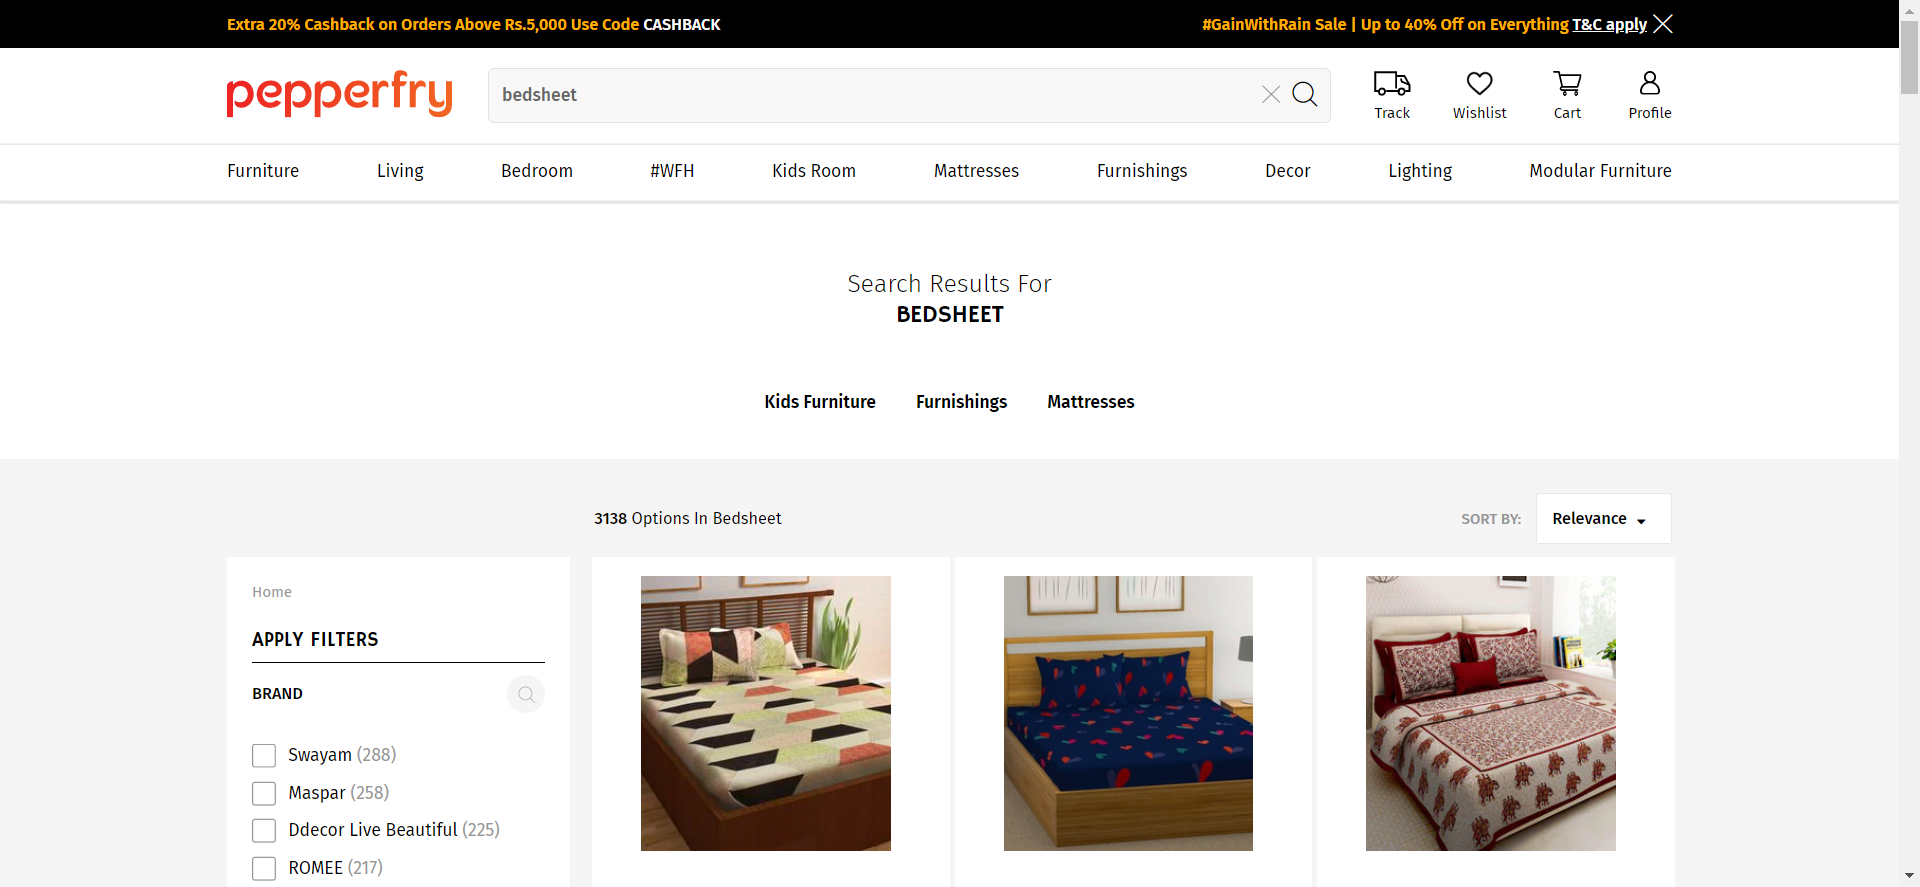 Extra 20% Cashback on Orders Above Rs.5,000 Use Code CASHBACK
#GainWithRain Sale | Up to 40% Off on Everything T&C apply
pepperfry
bedsheet
Track
Wishlist
Cart
Profile
Furniture
Living
Bedroom
#WFH
Kids Room
Mattresses
Furnishings
Decor
Lighting
Modular Furniture
Search Results For
BEDSHEET
Kids Furniture
Furnishings
Mattresses
3138 Options In Bedsheet
SORT BY:
Relevance
Home
APPLY FILTERS
BRAND
Swayam (288)
Maspar (258)
Ddecor Live Beautiful (225)
ROMEE (217)